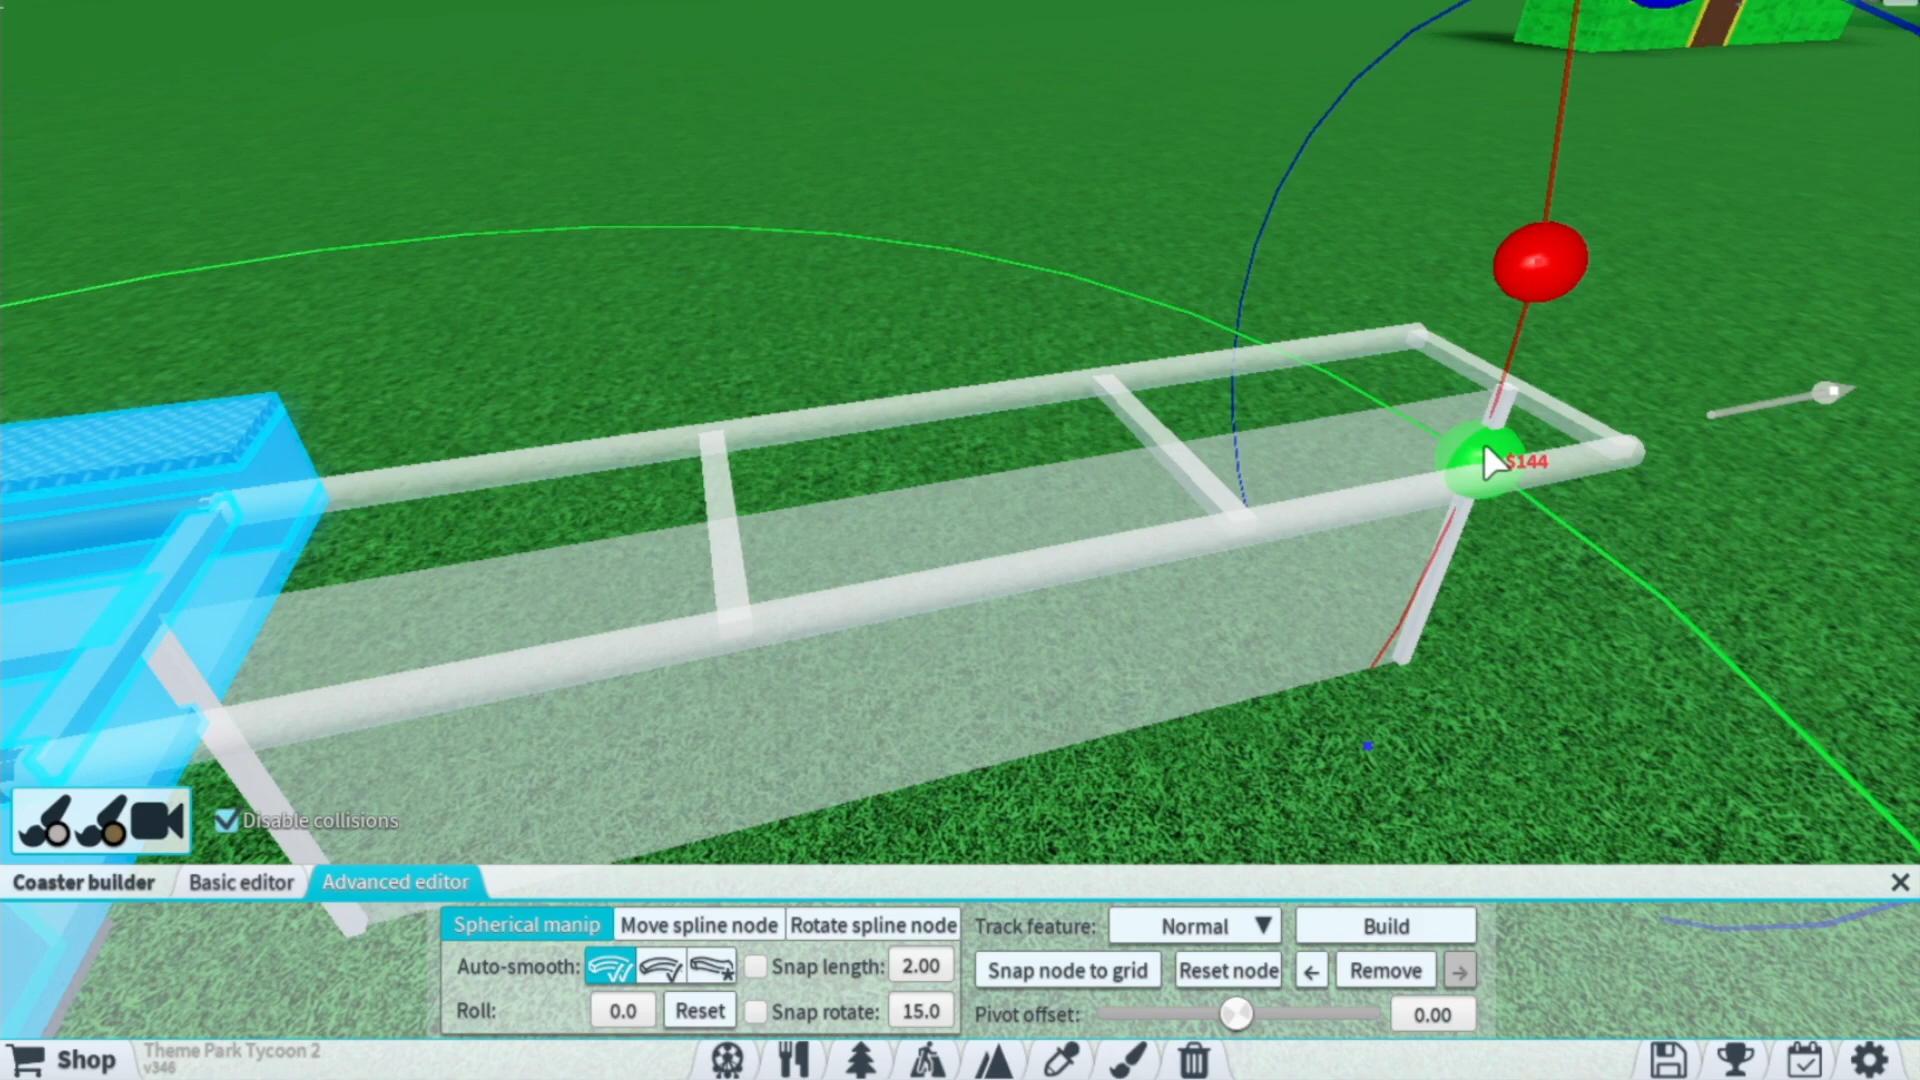 $144
Disable collisions
Coaster builder Basic editor Advanced editor
Spherical manip Move spline node Rotate spline node Track feature: Normal Build
Auto-smooth: Snap length: 2.00 Snap node to grid Reset node ← Remove →
Roll: 0.0 Reset Snap rotate: 15.0 Pivot offset: 0.00
Shop Theme Park Tycoon 2
v346